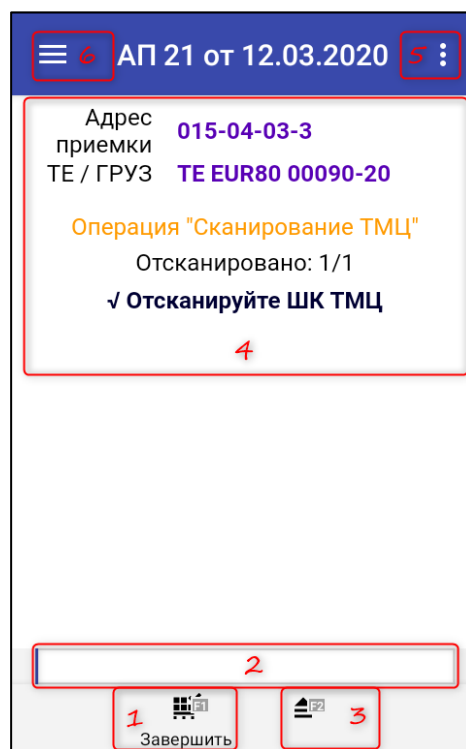 6 АП 21 от 12.03.2020 5
Адрес приемки 015-04-03-3
ТЕ / ГРУЗ ТЕ EUR80 00090-20
Операция "Сканирование ТМЦ"
Отсканировано: 1/1
√ Отсканируйте ШК ТМЦ
4
2
1 F1 F2 3
Завершить